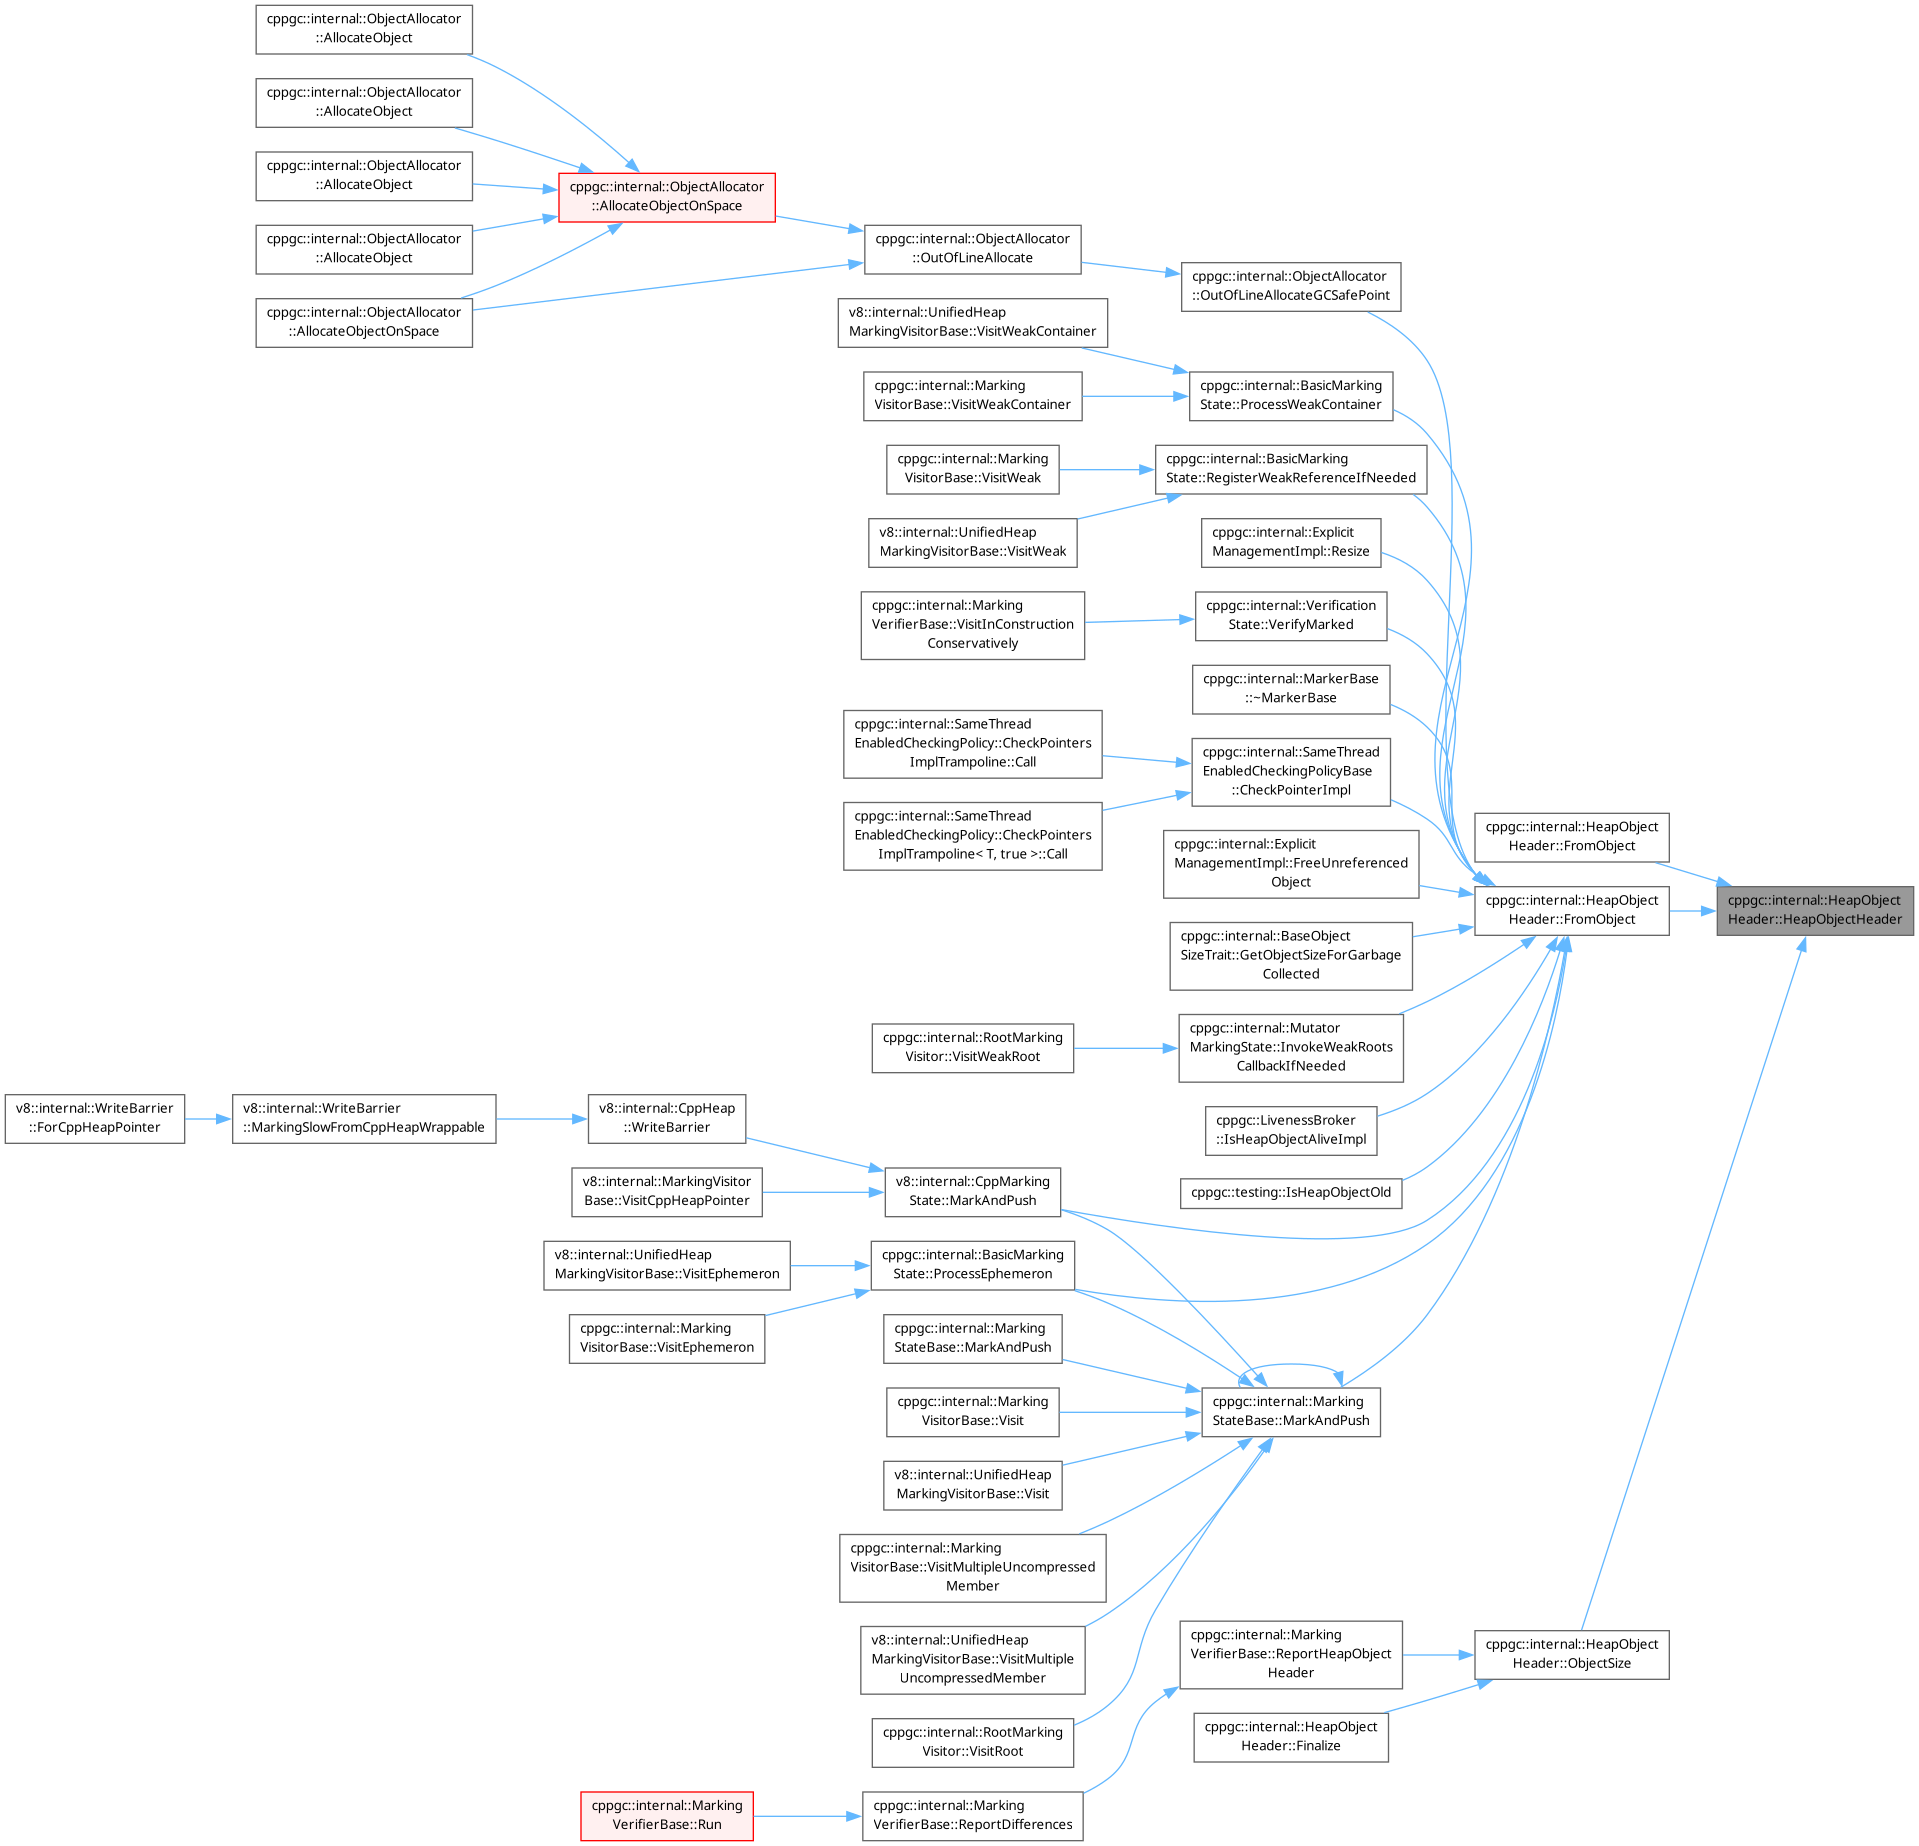 cppgc::internal::ObjectAllocator
::AllocateObject
cppgc::internal::ObjectAllocator
::AllocateObject
cppgc::internal::ObjectAllocator
::AllocateObject
cppgc::internal::ObjectAllocator
::AllocateObject
cppgc::internal::ObjectAllocator
::AllocateObjectOnSpace
cppgc::internal::ObjectAllocator
::AllocateObjectOnSpace
cppgc::internal::ObjectAllocator
::OutOfLineAllocate
cppgc::internal::ObjectAllocator
::OutOfLineAllocateGCSafePoint
v8::internal::UnifiedHeap
MarkingVisitorBase::VisitWeakContainer
cppgc::internal::Marking
VisitorBase::VisitWeakContainer
cppgc::internal::BasicMarking
State::ProcessWeakContainer
cppgc::internal::Marking
VisitorBase::VisitWeak
cppgc::internal::BasicMarking
State::RegisterWeakReferenceIfNeeded
v8::internal::UnifiedHeap
MarkingVisitorBase::VisitWeak
cppgc::internal::Explicit
ManagementImpl::Resize
cppgc::internal::Marking
VerifierBase::VisitInConstruction
Conservatively
cppgc::internal::Verification
State::VerifyMarked
cppgc::internal::MarkerBase
::~MarkerBase
cppgc::internal::SameThread
EnabledCheckingPolicy::CheckPointers
ImplTrampoline::Call
cppgc::internal::SameThread
EnabledCheckingPolicyBase
::CheckPointerImpl
cppgc::internal::SameThread
EnabledCheckingPolicy::CheckPointers
ImplTrampoline< T, true >::Call
cppgc::internal::Explicit
ManagementImpl::FreeUnreferenced
Object
cppgc::internal::HeapObject
Header::FromObject
cppgc::internal::HeapObject
Header::FromObject
cppgc::internal::HeapObject
Header::HeapObjectHeader
cppgc::internal::BaseObject
SizeTrait::GetObjectSizeForGarbage
Collected
cppgc::internal::RootMarking
Visitor::VisitWeakRoot
cppgc::internal::Mutator
MarkingState::InvokeWeakRoots
CallbackIfNeeded
v8::internal::WriteBarrier
::ForCppHeapPointer
v8::internal::WriteBarrier
::MarkingSlowFromCppHeapWrappable
v8::internal::CppHeap
::WriteBarrier
cppgc::LivenessBroker
::IsHeapObjectAliveImpl
v8::internal::MarkingVisitor
Base::VisitCppHeapPointer
v8::internal::CppMarking
State::MarkAndPush
cppgc::testing::IsHeapObjectOld
v8::internal::UnifiedHeap
MarkingVisitorBase::VisitEphemeron
cppgc::internal::BasicMarking
State::ProcessEphemeron
cppgc::internal::Marking
VisitorBase::VisitEphemeron
cppgc::internal::Marking
StateBase::MarkAndPush
cppgc::internal::Marking
VisitorBase::Visit
cppgc::internal::Marking
StateBase::MarkAndPush
v8::internal::UnifiedHeap
MarkingVisitorBase::Visit
cppgc::internal::Marking
VisitorBase::VisitMultipleUncompressed
Member
v8::internal::UnifiedHeap
MarkingVisitorBase::VisitMultiple
UncompressedMember
cppgc::internal::Marking
VerifierBase::ReportHeapObject
Header
cppgc::internal::HeapObject
Header::ObjectSize
cppgc::internal::RootMarking
Visitor::VisitRoot
cppgc::internal::HeapObject
Header::Finalize
cppgc::internal::Marking
VerifierBase::Run
cppgc::internal::Marking
VerifierBase::ReportDifferences